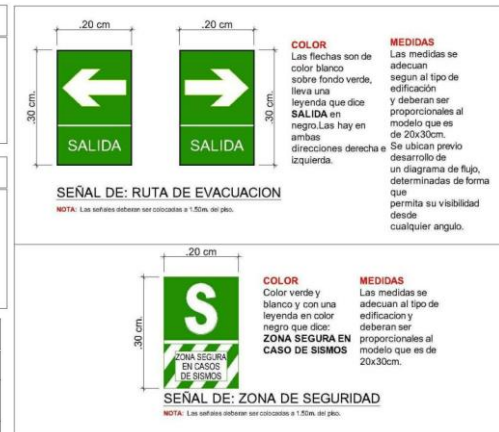 .20 cm
.20 cm
.30 cm.
.30 cm.
SALIDA
SALIDA
COLOR
Las flechas son de
color blanco
sobre fondo verde,
lleva una
leyenda que dice
SALIDA en
negro.Las hay en
ambas
direcciones derecha e
izquierda.
MEDIDAS
Las medidas se
adecuan
segun al tipo de
edificación
y deberan ser
proporcionales al
modelo que es
de 20x30cm.
Se ubican previo
desarrollo de
un diagrama de flujo,
determinadas de forma
que
permita su visibilidad
desde
cualquier angulo.
SEÑAL DE: RUTA DE EVACUACION
NOTA: Las señales deberan ser colocadas a 1.50m. del piso.
.20 cm
.30 cm.
S
ZONA SEGURA
EN CASOS
DE SISMOS
COLOR
Color verde y
blanco y con una
leyenda en color
negro que dice:
ZONA SEGURA EN
CASO DE SISMOS
MEDIDAS
Las medidas se
adecuan al tipo de
edificacion y
deberan ser
proporcionales al
modelo que es de
20x30cm.
SEÑAL DE: ZONA DE SEGURIDAD
NOTA: Las señales deberan ser colocadas a 1.50m. del piso.